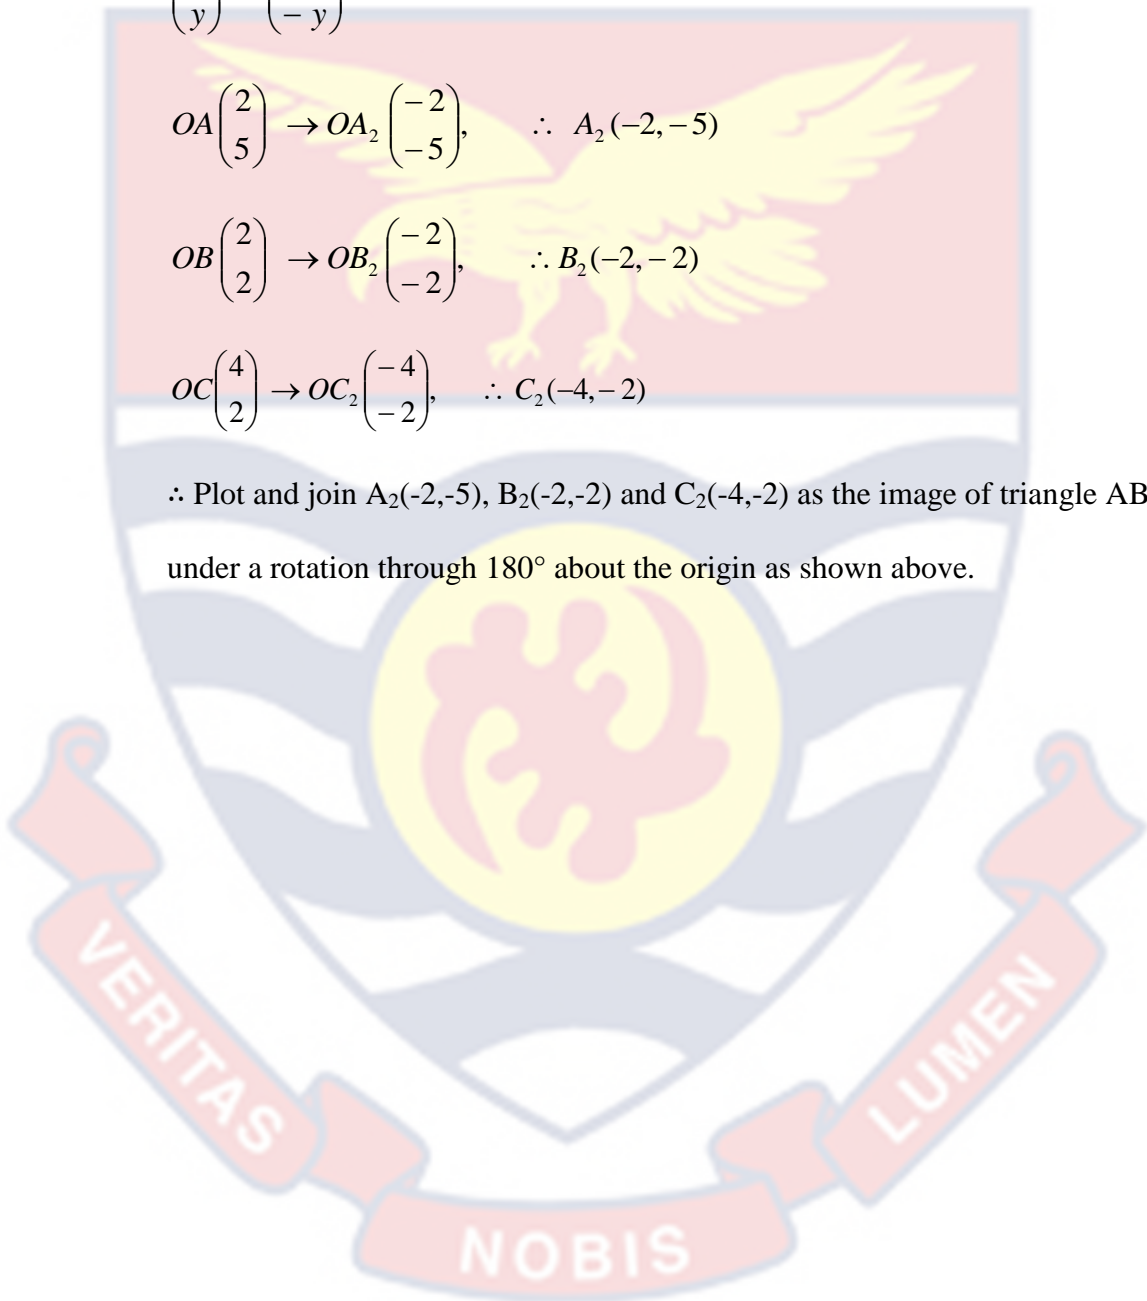 (y) (− y)
OA(2 5) → OA₂ (−2 −5), ∴ A₂(−2, −5)
OB(2 2) → OB₂ (−2 −2), ∴ B₂(−2, −2)
OC(4 2) → OC₂ (−4 −2), ∴ C₂(−4, −2)
∴ Plot and join A₂(-2,-5), B₂(-2,-2) and C₂(-4,-2) as the image of triangle AB
under a rotation through 180° about the origin as shown above.
VERITAS
NOBIS
LUMEN